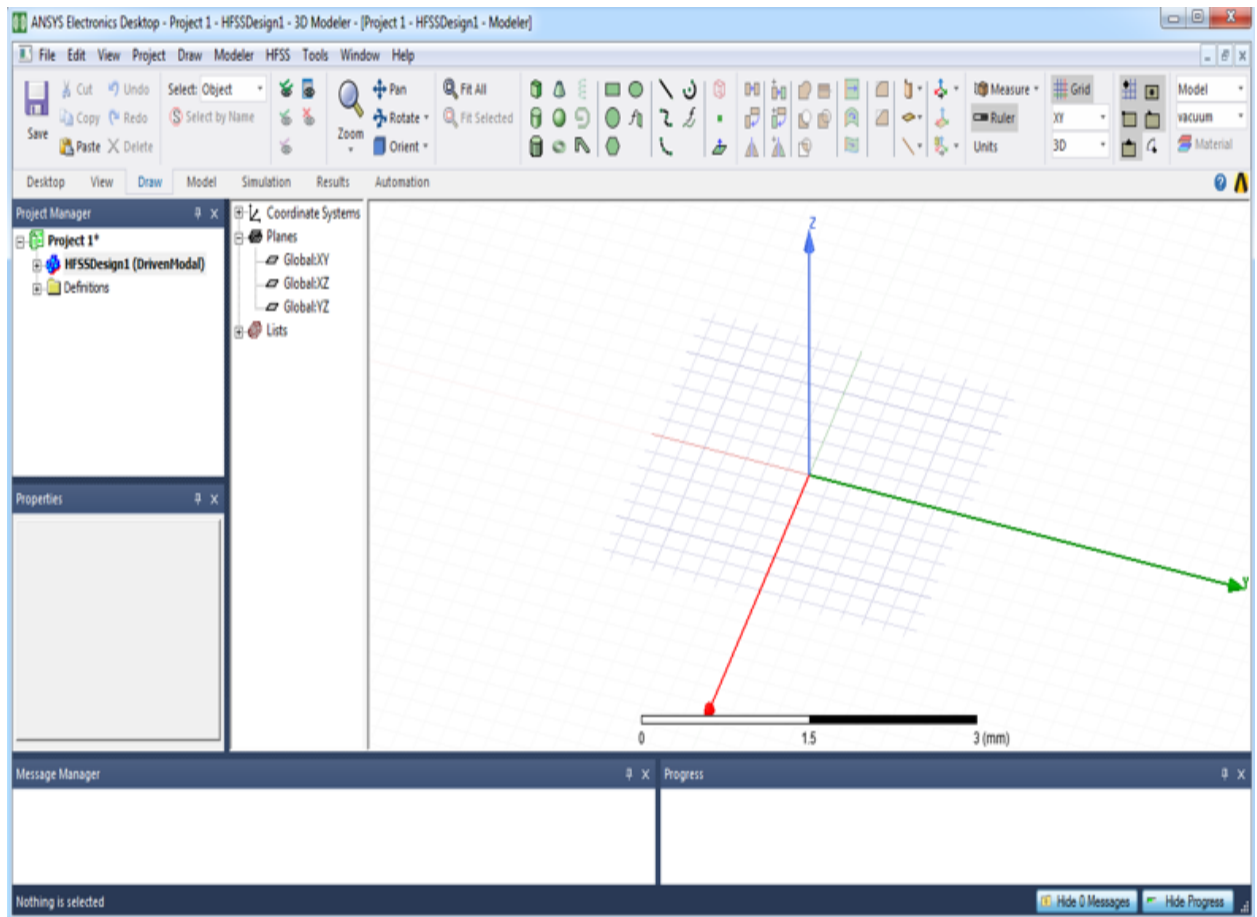 ANSYS Electronics Desktop - Project 1 - HFSSDesign1 - 3D Modeler - [Project 1 - HFSSDesign1 - Modeler]
File Edit View Project Draw Modeler HFSS Tools Window Help
Save
Cut Undo
Copy Redo
Paste Delete
Select: Object
Select by Name
Zoom
Pan
Rotate
Orient
Fit All
Fit Selected
Measure
Ruler
Units
Grid
XY
3D
Model
vacuum
Material
Desktop View Draw Model Simulation Results Automation
Project Manager
Project 1*
HFSSDesign1 (DrivenModal)
Definitions
Coordinate Systems
Planes
Global:XY
Global:XZ
Global:YZ
Lists
Properties
Z
Y
0 1.5 3 (mm)
Message Manager
Progress
Nothing is selected
Hide 0 Messages Hide Progress